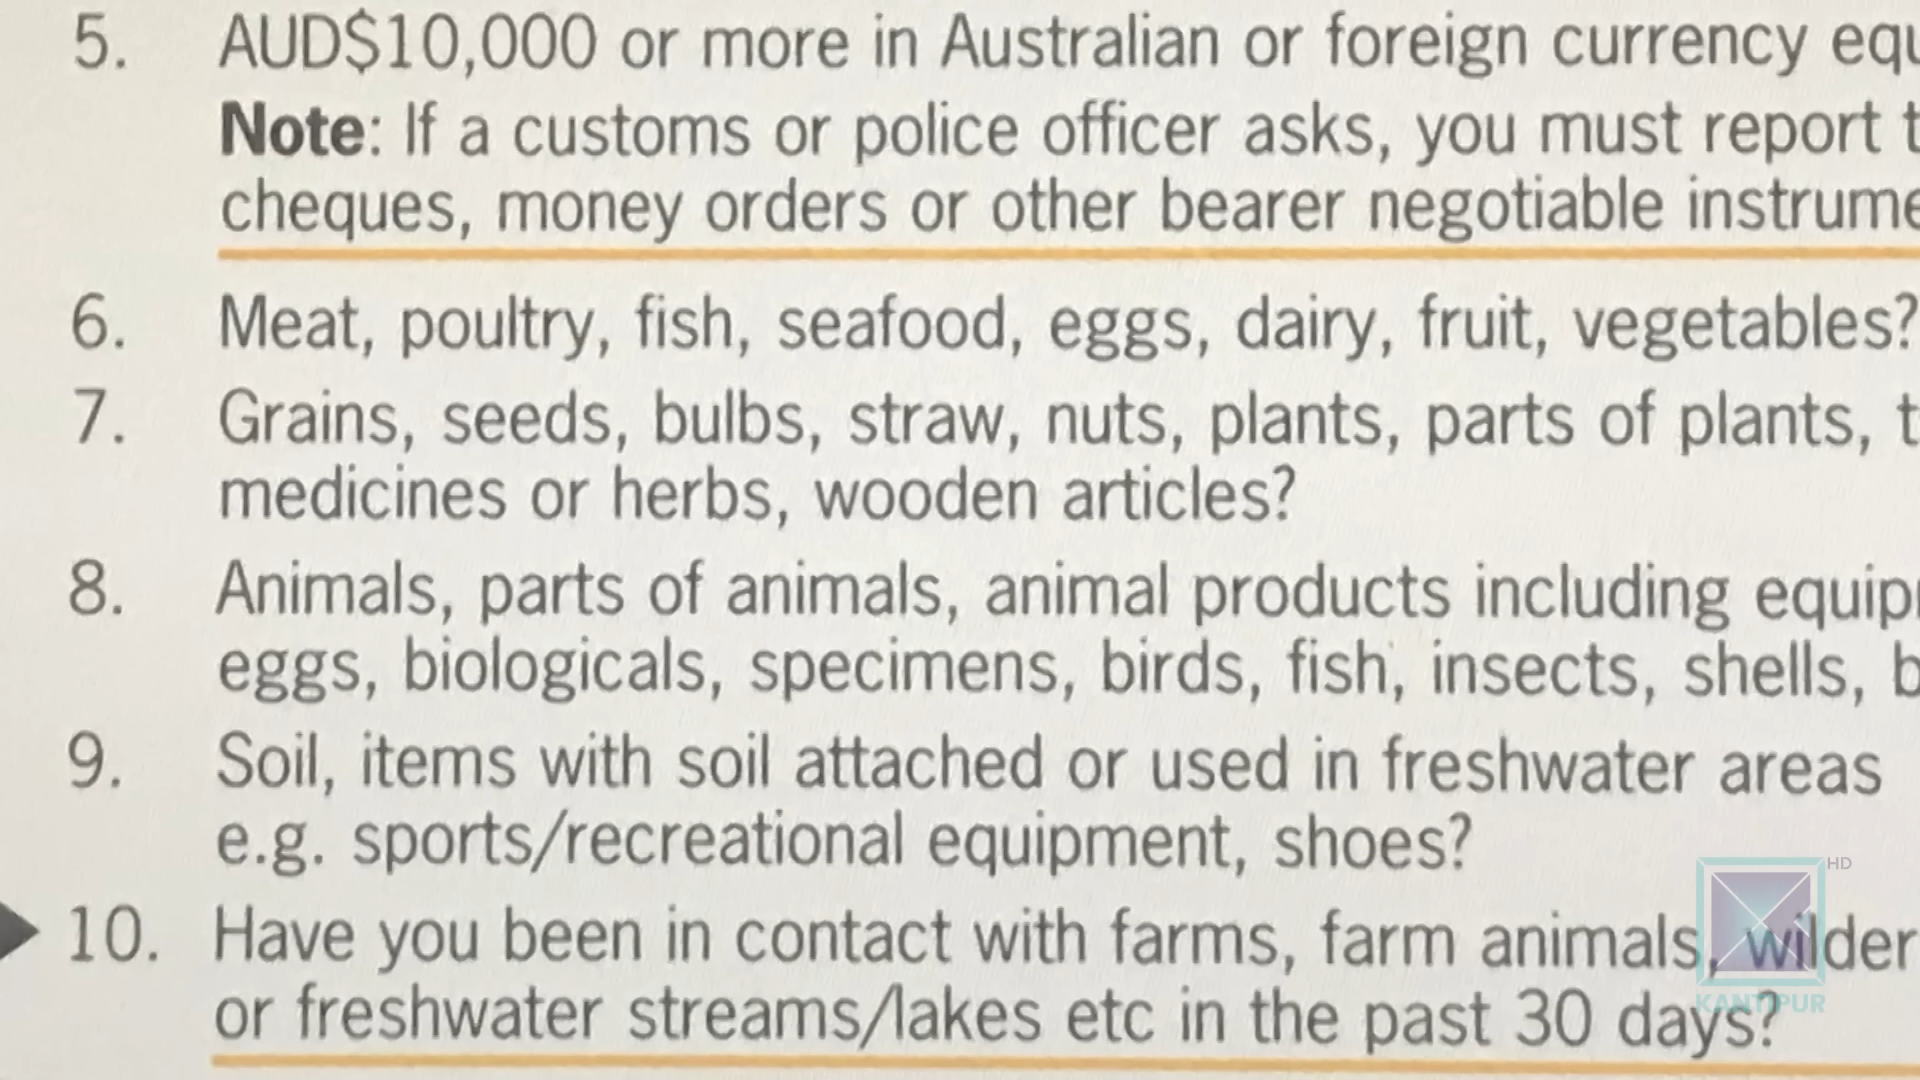 5. AUD$10,000 or more in Australian or foreign currency equ
Note: If a customs or police officer asks, you must report t
cheques, money orders or other bearer negotiable instrume
6. Meat, poultry, fish, seafood, eggs, dairy, fruit, vegetables?
7. Grains, seeds, bulbs, straw, nuts, plants, parts of plants, t
medicines or herbs, wooden articles?
8. Animals, parts of animals, animal products including equip
eggs, biologicals, specimens, birds, fish, insects, shells, b
9. Soil, items with soil attached or used in freshwater areas
e.g. sports/recreational equipment, shoes?
HD
10. Have you been in contact with farms, farm animals, wilder
or freshwater streams/lakes etc in the past 30 days?
KANTIPUR